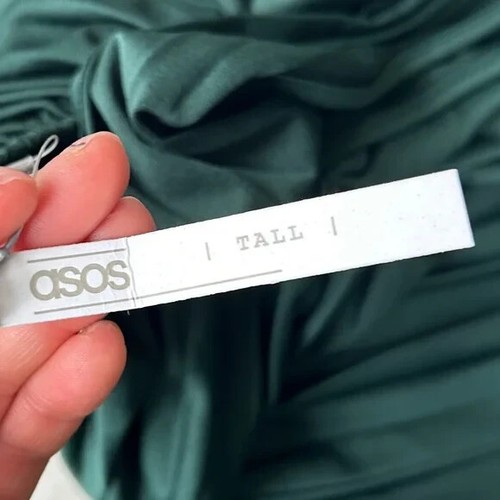 asos | TALL |